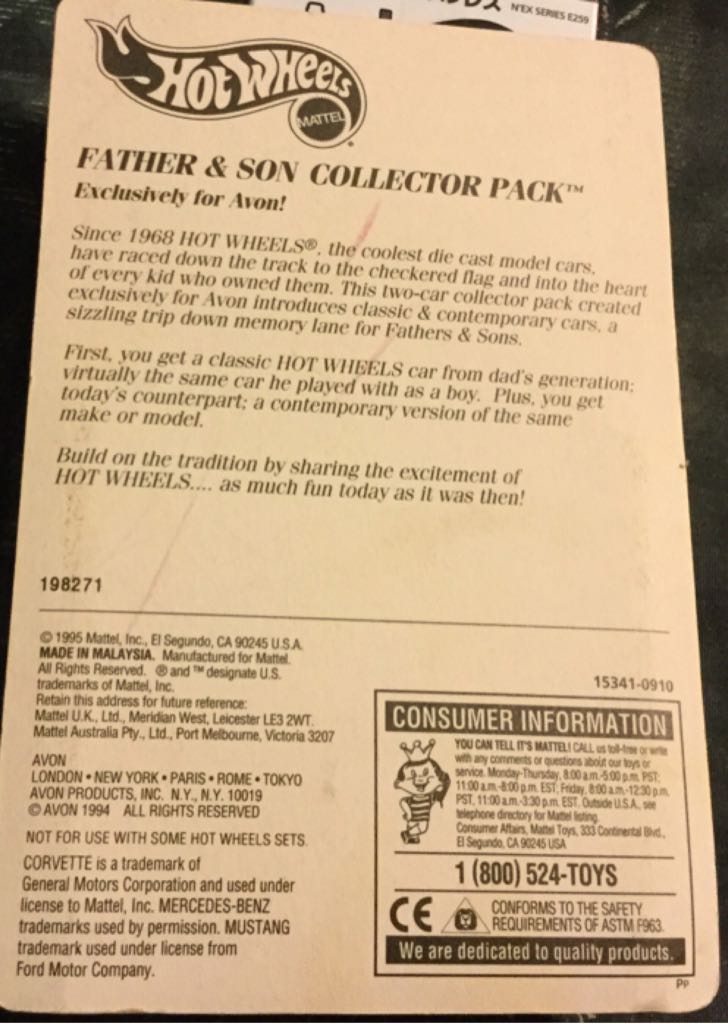 N'EX SERIES E259
Hot Wheels
MATTEL
FATHER & SON COLLECTOR PACK™
Exclusively for Avon!
Since 1968 HOT WHEELS®, the coolest die cast model cars,
have raced down the track to the checkered flag and into the heart
of every kid who owned them. This two-car collector pack created
exclusively for Avon introduces classic & contemporary cars, a
sizzling trip down memory lane for Fathers & Sons.
First, you get a classic HOT WHEELS car from dad's generation;
virtually the same car he played with as a boy. Plus, you get
today's counterpart; a contemporary version of the same
make or model.
Build on the tradition by sharing the excitement of
HOT WHEELS.... as much fun today as it was then!
198271
© 1995 Mattel, Inc., El Segundo, CA 90245 U.S.A.
MADE IN MALAYSIA. Manufactured for Mattel.
All Rights Reserved. ® and ™ designate U.S.
trademarks of Mattel, Inc.
Retain this address for future reference:
Mattel U.K., Ltd., Meridian West, Leicester LE3 2WT.
Mattel Australia Pty., Ltd., Port Melbourne, Victoria 3207
AVON
LONDON • NEW YORK • PARIS • ROME • TOKYO
AVON PRODUCTS, INC. N.Y., N.Y. 10019
© AVON 1994 ALL RIGHTS RESERVED
NOT FOR USE WITH SOME HOT WHEELS SETS.
CORVETTE is a trademark of
General Motors Corporation and used under
license to Mattel, Inc. MERCEDES-BENZ
trademarks used by permission. MUSTANG
trademark used under license from
Ford Motor Company.
15341-0910
CONSUMER INFORMATION
YOU CAN TELL IT'S MATTEL! CALL us toll-free or write
with any comments or questions about our toys or
service. Monday-Thursday, 8:00 a.m.-5:00 p.m. PST;
11:00 a.m.-8:00 p.m. EST; Friday, 8:00 a.m.-12:30 p.m.
PST, 11:00 a.m.-3:30 p.m. EST. Outside U.S.A., see
telephone directory for Mattel listing.
Consumer Affairs, Mattel Toys, 333 Continental Blvd.,
El Segundo, CA 90245 USA
1 (800) 524-TOYS
CE
CONFORMS TO THE SAFETY
REQUIREMENTS OF ASTM F963.
We are dedicated to quality products.
PP